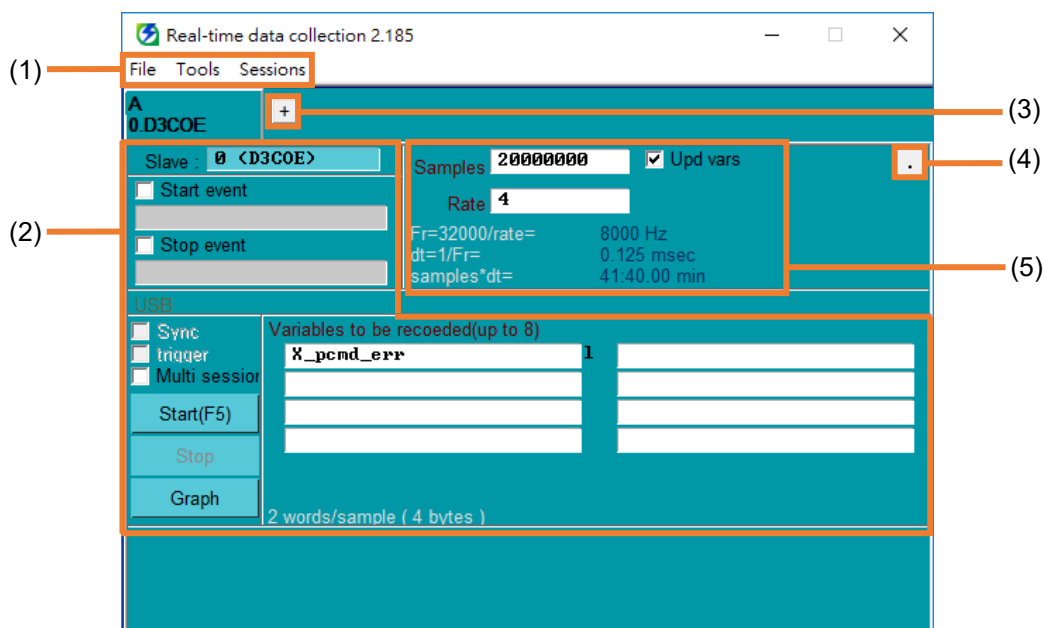 Real-time data collection 2.185
(1)
File Tools Sessions
A
0.D3COE
+
(3)
Slave : 0 (D3COE)
Samples 20000000
Upd vars
.
(4)
Start event
Rate 4
(2)
Stop event
Fr=32000/rate= 8000 Hz
dt=1/Fr= 0.125 msec
samples*dt= 41:40.00 min
(5)
USB
Sync
trigger
Multi session
Variables to be recoeded(up to 8)
X_pcmd_err 1
Start(F5)
Stop
Graph
2 words/sample ( 4 bytes )